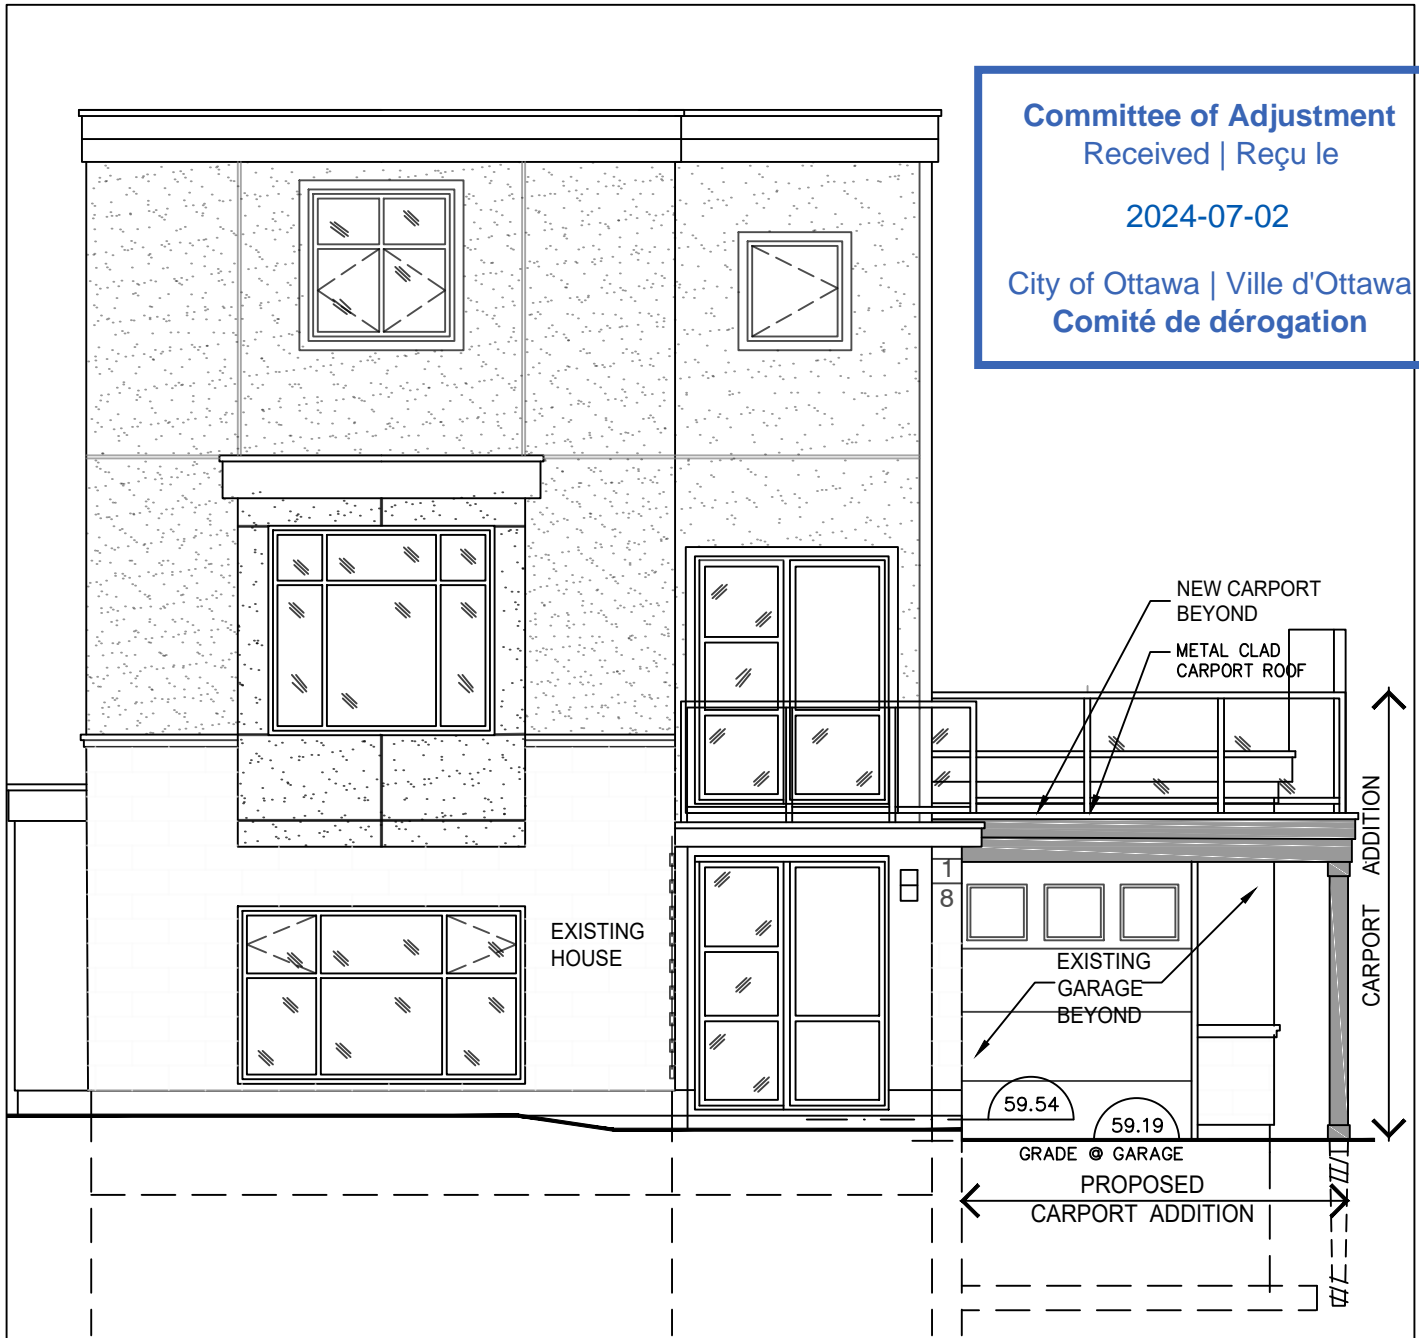 Committee of Adjustment
Received | Reçu le
2024-07-02
City of Ottawa | Ville d'Ottawa
Comité de dérogation
NEW CARPORT
BEYOND
METAL CLAD
CARPORT ROOF
CARPORT ADDITION
1
8
EXISTING
HOUSE
EXISTING
GARAGE
BEYOND
59.54
59.19
GRADE @ GARAGE
PROPOSED
CARPORT ADDITION